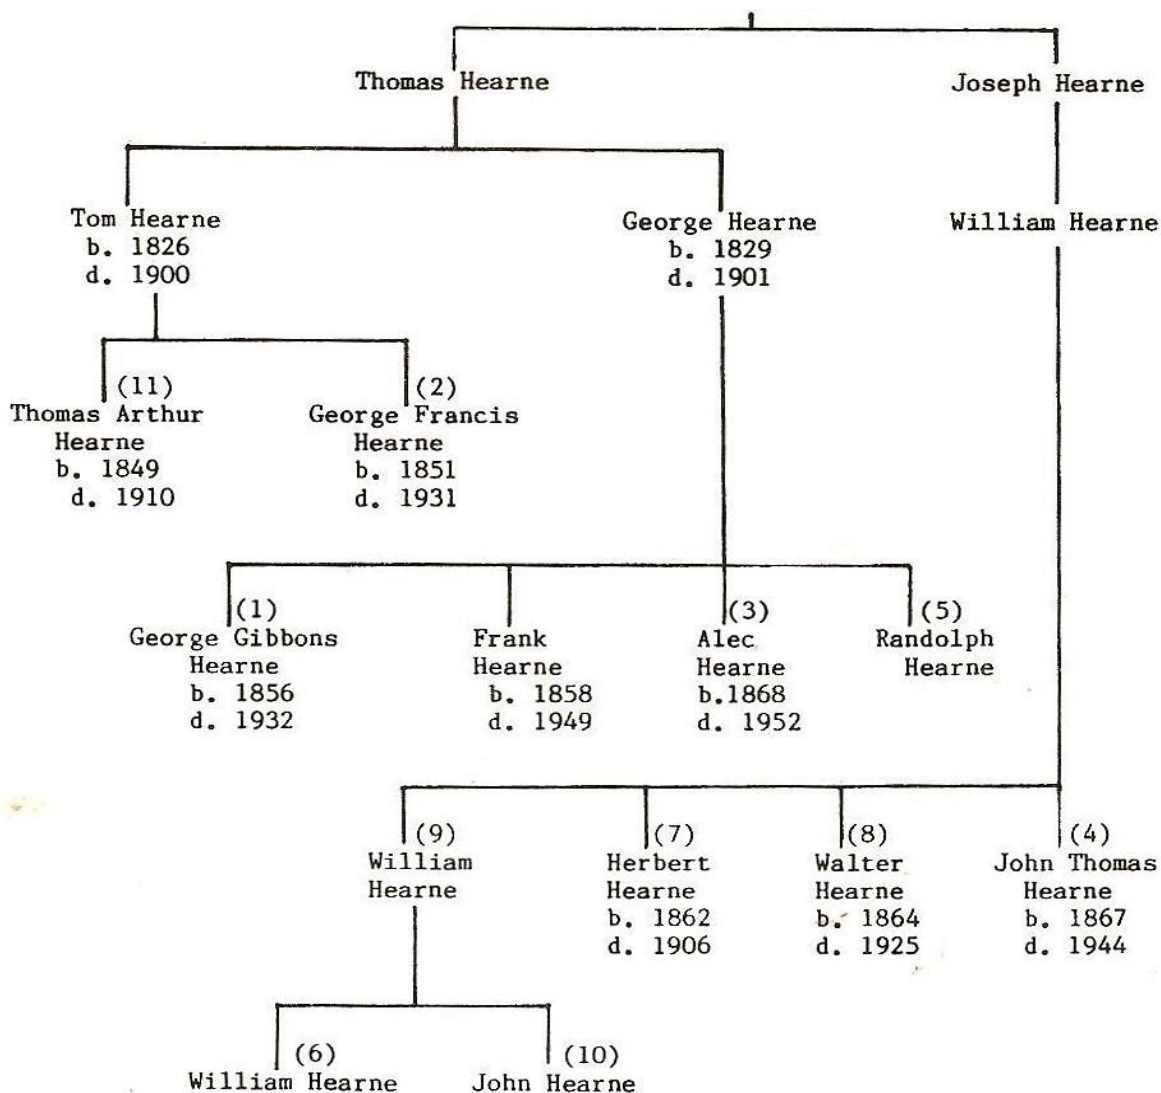 Thomas Hearne
Joseph Hearne
Tom Hearne
b. 1826
d. 1900
George Hearne
b. 1829
d. 1901
William Hearne
(11)
Thomas Arthur
Hearne
b. 1849
d. 1910
(2)
George Francis
Hearne
b. 1851
d. 1931
(1)
George Gibbons
Hearne
b. 1856
d. 1932
Frank
Hearne
b. 1858
d. 1949
(3)
Alec
Hearne
b.1868
d. 1952
(5)
Randolph
Hearne
(9)
William
Hearne
(7)
Herbert
Hearne
b. 1862
d. 1906
(8)
Walter
Hearne
b. 1864
d. 1925
(4)
John Thomas
Hearne
b. 1867
d. 1944
(6)
William Hearne
(10)
John Hearne